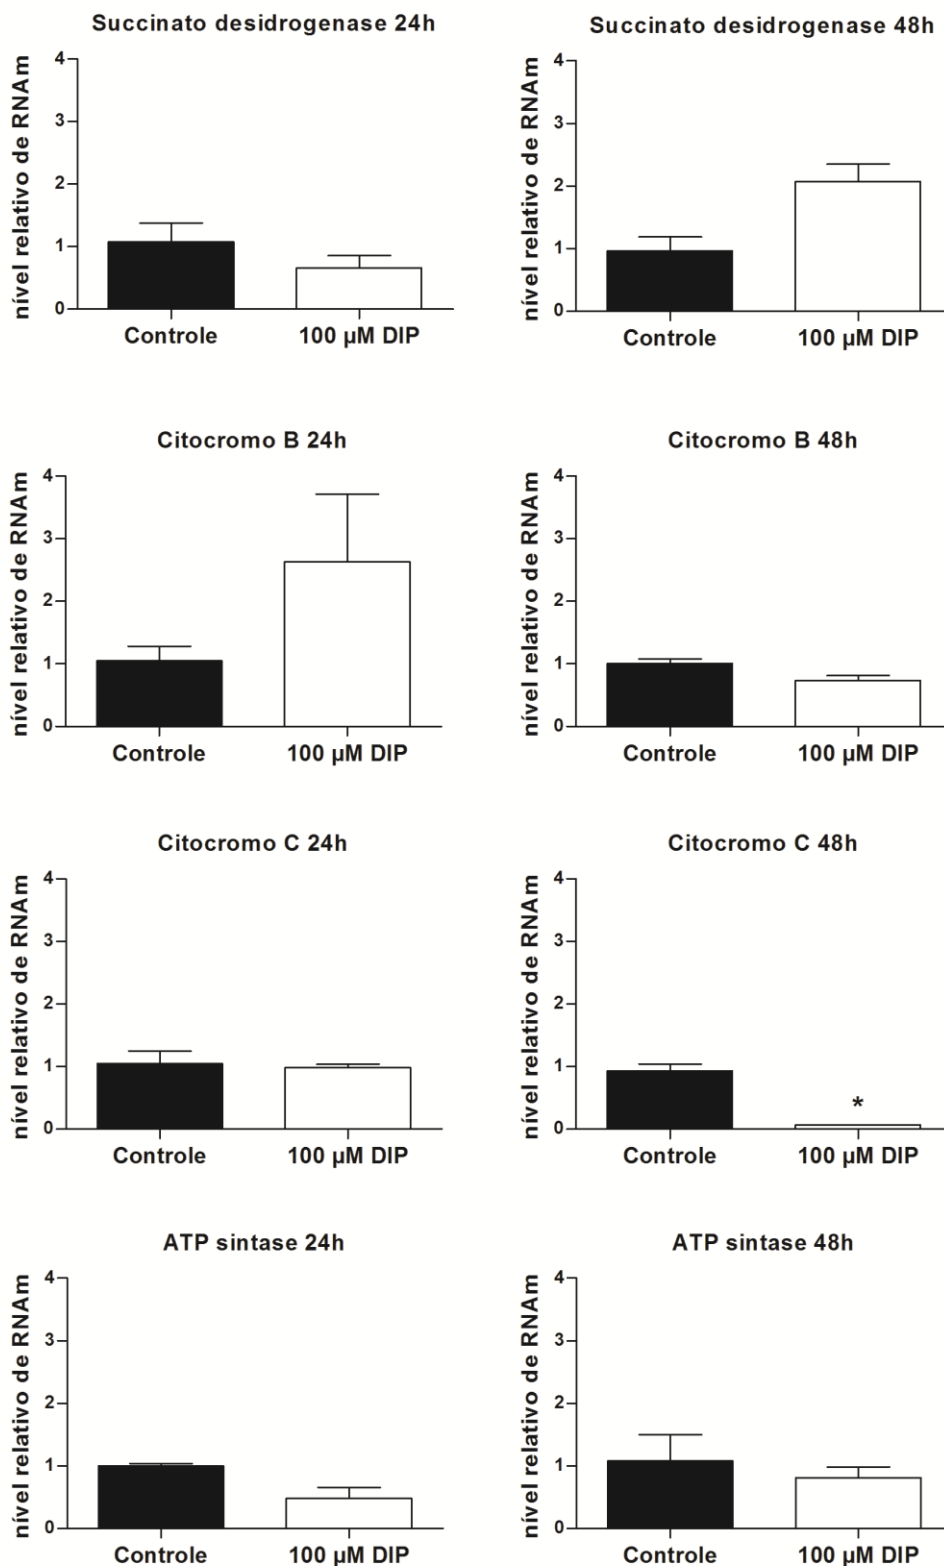 Succinato desidrogenase 24h
nível relativo de RNAm
4
3
2
1
0
Controle
100 µM DIP
Succinato desidrogenase 48h
nível relativo de RNAm
4
3
2
1
0
Controle
100 µM DIP
Citocromo B 24h
nível relativo de RNAm
4
3
2
1
0
Controle
100 µM DIP
Citocromo B 48h
nível relativo de RNAm
4
3
2
1
0
Controle
100 µM DIP
Citocromo C 24h
nível relativo de RNAm
4
3
2
1
0
Controle
100 µM DIP
Citocromo C 48h
nível relativo de RNAm
4
3
2
1
0
*
Controle
100 µM DIP
ATP sintase 24h
nível relativo de RNAm
4
3
2
1
0
Controle
100 µM DIP
ATP sintase 48h
nível relativo de RNAm
4
3
2
1
0
Controle
100 µM DIP